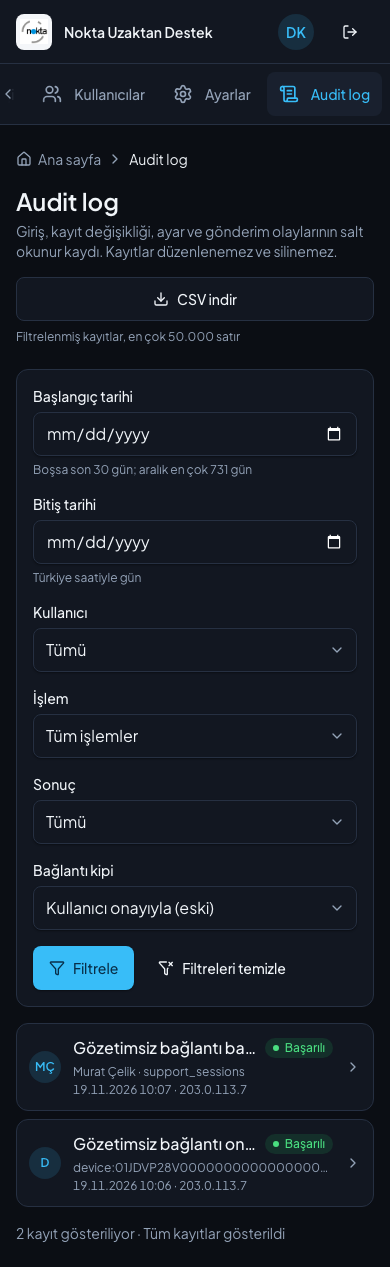 nokta
Nokta Uzaktan Destek
DK
Kullanıcılar
Ayarlar
Audit log
Ana sayfa
Audit log
Audit log
Giriş, kayıt değişikliği, ayar ve gönderim olaylarının salt
okunur kaydı. Kayıtlar düzenlenemez ve silinemez.
CSV indir
Filtrelenmiş kayıtlar, en çok 50.000 satır
Başlangıç tarihi
mm/dd/yyyy
Boşsa son 30 gün; aralık en çok 731 gün
Bitiş tarihi
mm/dd/yyyy
Türkiye saatiyle gün
Kullanıcı
Tümü
İşlem
Tüm işlemler
Sonuç
Tümü
Bağlantı kipi
Kullanıcı onayıyla (eski)
Filtrele
Filtreleri temizle
MÇ
Gözetimsiz bağlantı ba...
Başarılı
Murat Çelik · support_sessions
19.11.2026 10:07 · 203.0.113.7
D
Gözetimsiz bağlantı on...
Başarılı
device:01JDVP28V0000000000000000...
19.11.2026 10:06 · 203.0.113.7
2 kayıt gösteriliyor · Tüm kayıtlar gösterildi